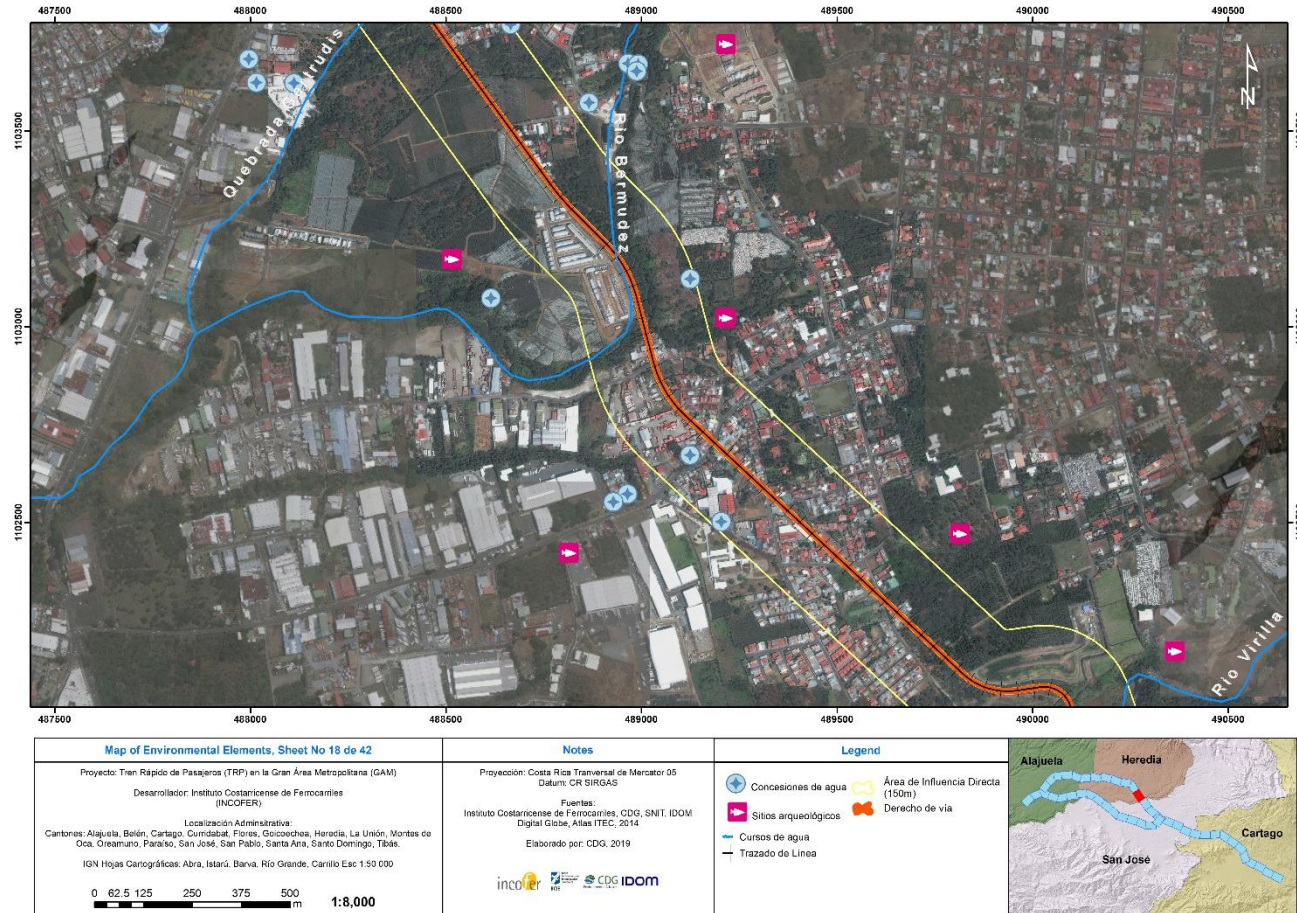 487500 488000 488500 489000 489500 490000 490500
1103500
1103000
1102500
Quebrada
Río Bermudez
Río Virilla
N
487500 488000 488500 489000 489500 490000 490500
Map of Environmental Elements, Sheet No 18 de 42
Proyecto: Tren Rápido de Pasajeros (TRP) en la Gran Área Metropolitana (GAM)
Desarrollador: Instituto Costarricense de Ferrocarriles
(INCOFER)
Localización Adminsitrativa:
Cantones: Alajuela, Belén, Cartago, Curridabat, Flores, Goicoechea, Heredia, La Unión, Montes de
Oca, Oreamuno, Paraíso, San José, San Pablo, Santa Ana, Santo Domingo, Tibás.
IGN Hojas Cartográficas: Abra, Istarú, Barva, Río Grande, Carrillo Esc 1:50 000
0 62.5 125 250 375 500
m
1:8,000
Notes
Proyección: Costa Rica Tranversal de Mercator 05
Datum: CR SIRGAS
Fuentes:
Instituto Costarricense de Ferrocarriles, CDG, SNIT, IDOM
Digital Globe, Atlas ITEC, 2014
Elaborado por: CDG, 2019
incofer CDG IDOM
Legend
Concesiones de agua
Sitios arqueológicos
Cursos de agua
Trazado de Línea
Área de Influencia Directa
(150m)
Derecho de vía
Alajuela
Heredia
San José
Cartago